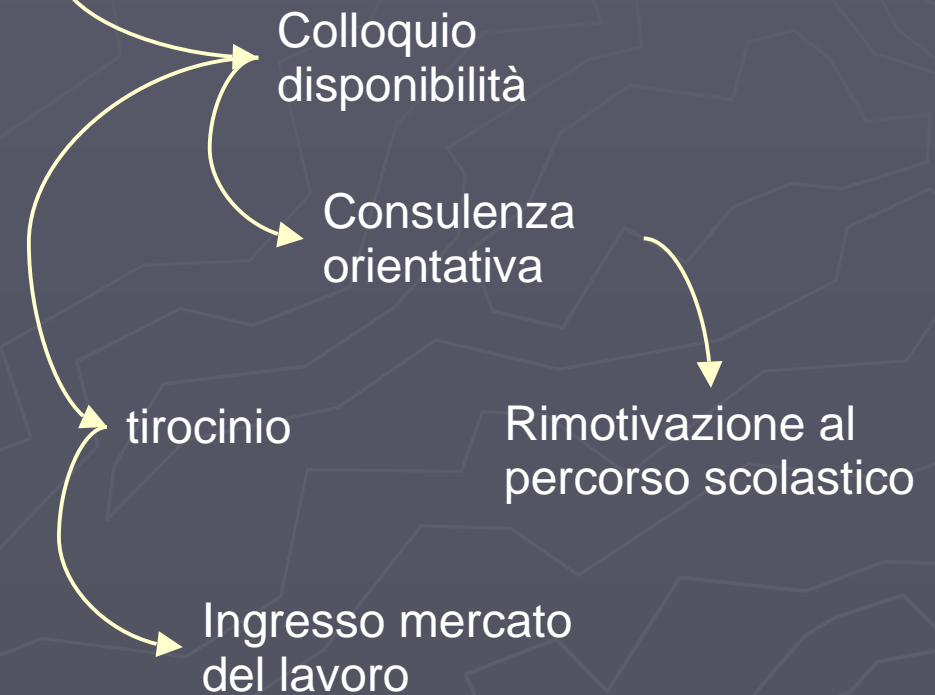 Colloquio
disponibilità
Consulenza
orientativa
tirocinio
Rimotivazione al
percorso scolastico
Ingresso mercato
del lavoro